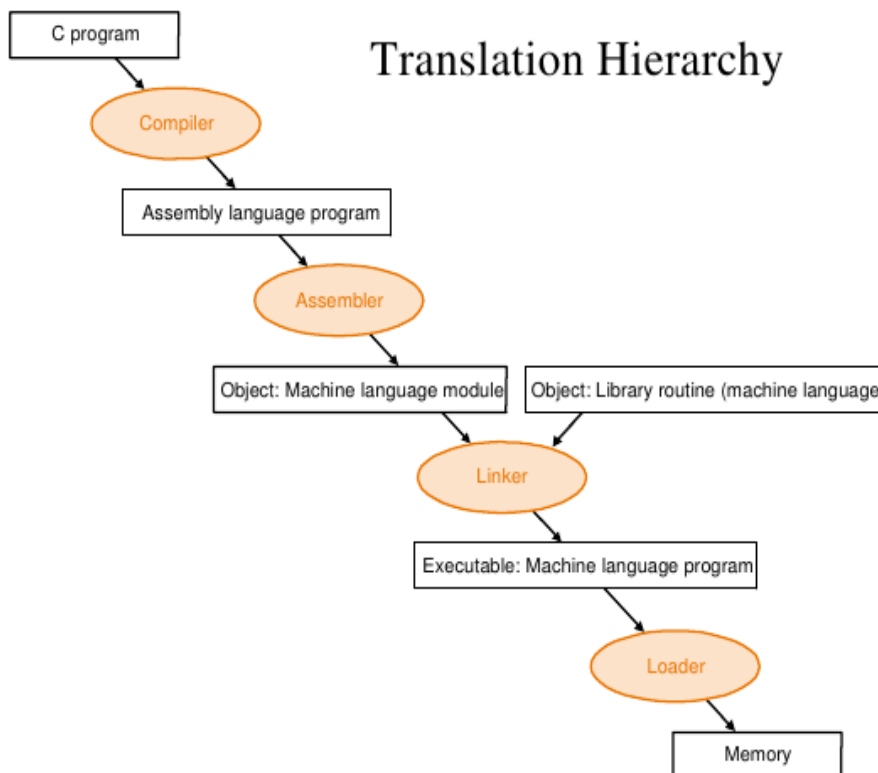 C program
Translation Hierarchy
Compiler
Assembly language program
Assembler
Object: Machine language module
Object: Library routine (machine language
Linker
Executable: Machine language program
Loader
Memory